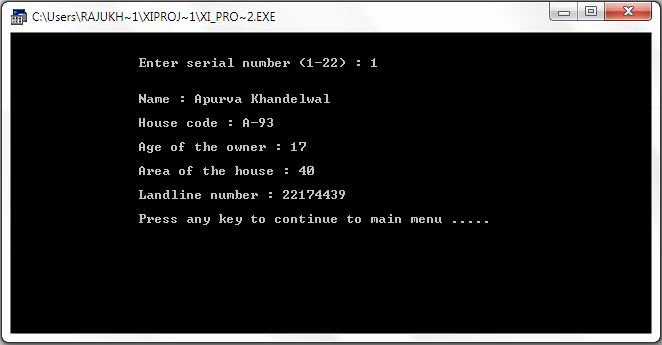 C:\Users\RAJUKH~1\XIPROJ~1\XI_PRO~2.EXE
Enter serial number (1-22) : 1
Name : Apurva Khandelwal
House code : A-93
Age of the owner : 17
Area of the house : 40
Landline number : 22174439
Press any key to continue to main menu .....